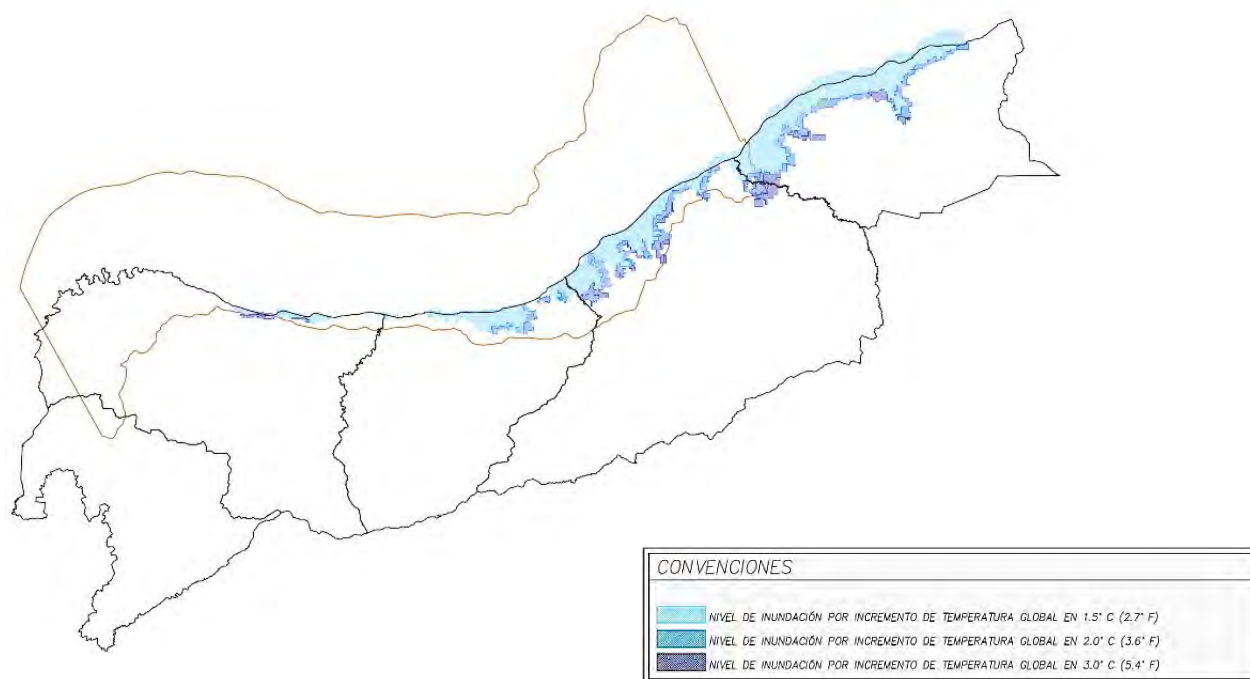 CONVENCIONES
NIVEL DE INUNDACIÓN POR INCREMENTO DE TEMPERATURA GLOBAL EN 1.5° C (2.7° F)
NIVEL DE INUNDACIÓN POR INCREMENTO DE TEMPERATURA GLOBAL EN 2.0° C (3.6° F)
NIVEL DE INUNDACIÓN POR INCREMENTO DE TEMPERATURA GLOBAL EN 3.0° C (5.4° F)